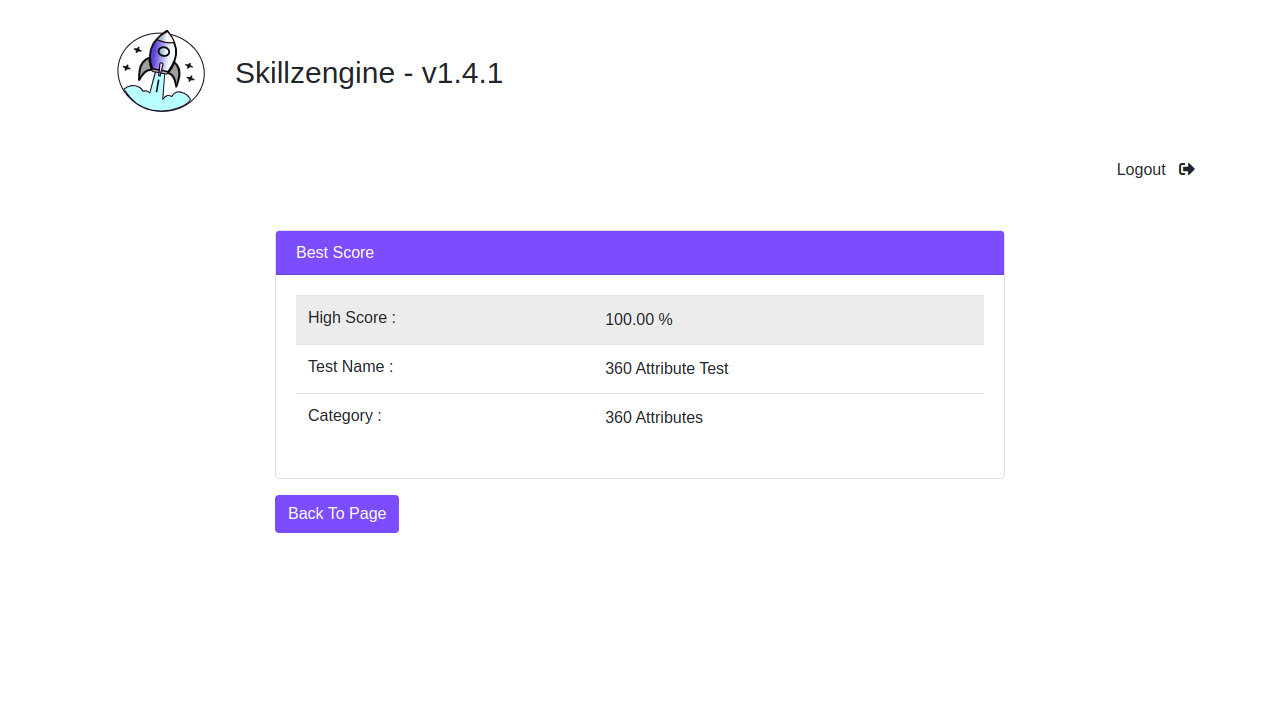 Skillzengine - v1.4.1
Logout
Best Score
High Score : 100.00 %
Test Name : 360 Attribute Test
Category : 360 Attributes
Back To Page